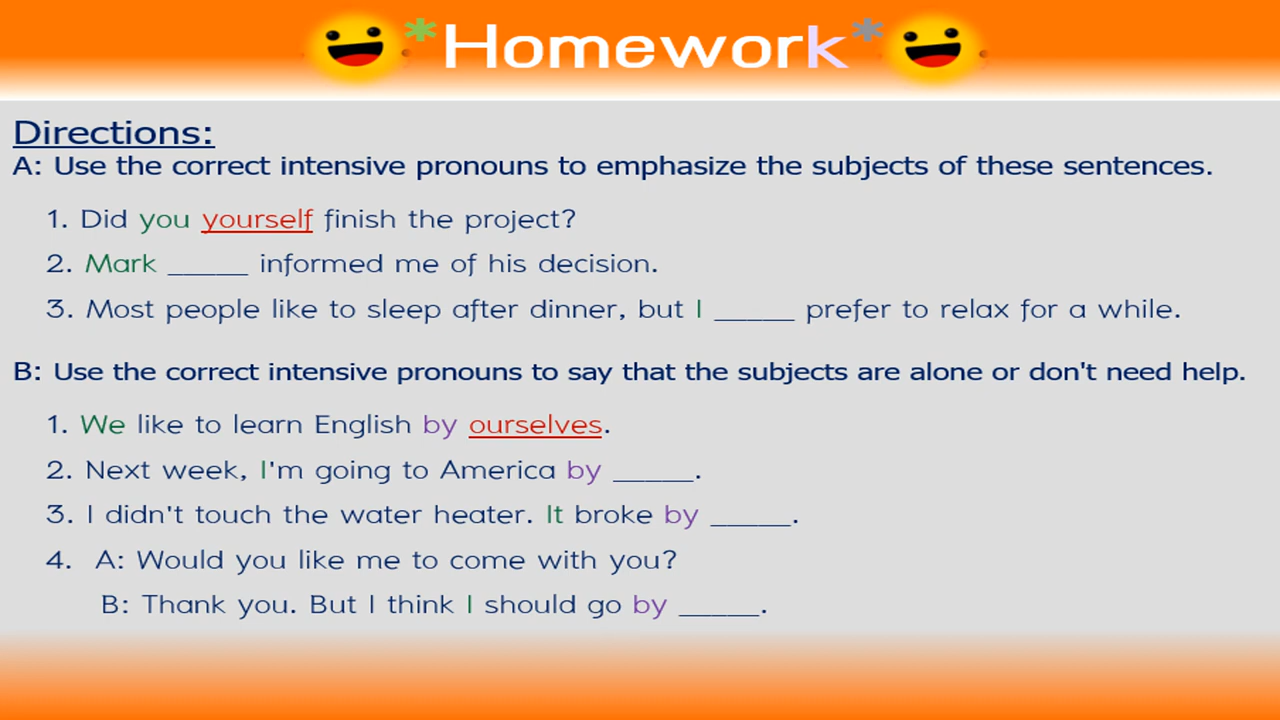 *Homework*
Directions:
A: Use the correct intensive pronouns to emphasize the subjects of these sentences.
1. Did you yourself finish the project?
2. Mark _____ informed me of his decision.
3. Most people like to sleep after dinner, but I _____ prefer to relax for a while.
B: Use the correct intensive pronouns to say that the subjects are alone or don't need help.
1. We like to learn English by ourselves.
2. Next week, I'm going to America by _____.
3. I didn't touch the water heater. It broke by _____.
4. A: Would you like me to come with you?
B: Thank you. But I think I should go by _____.